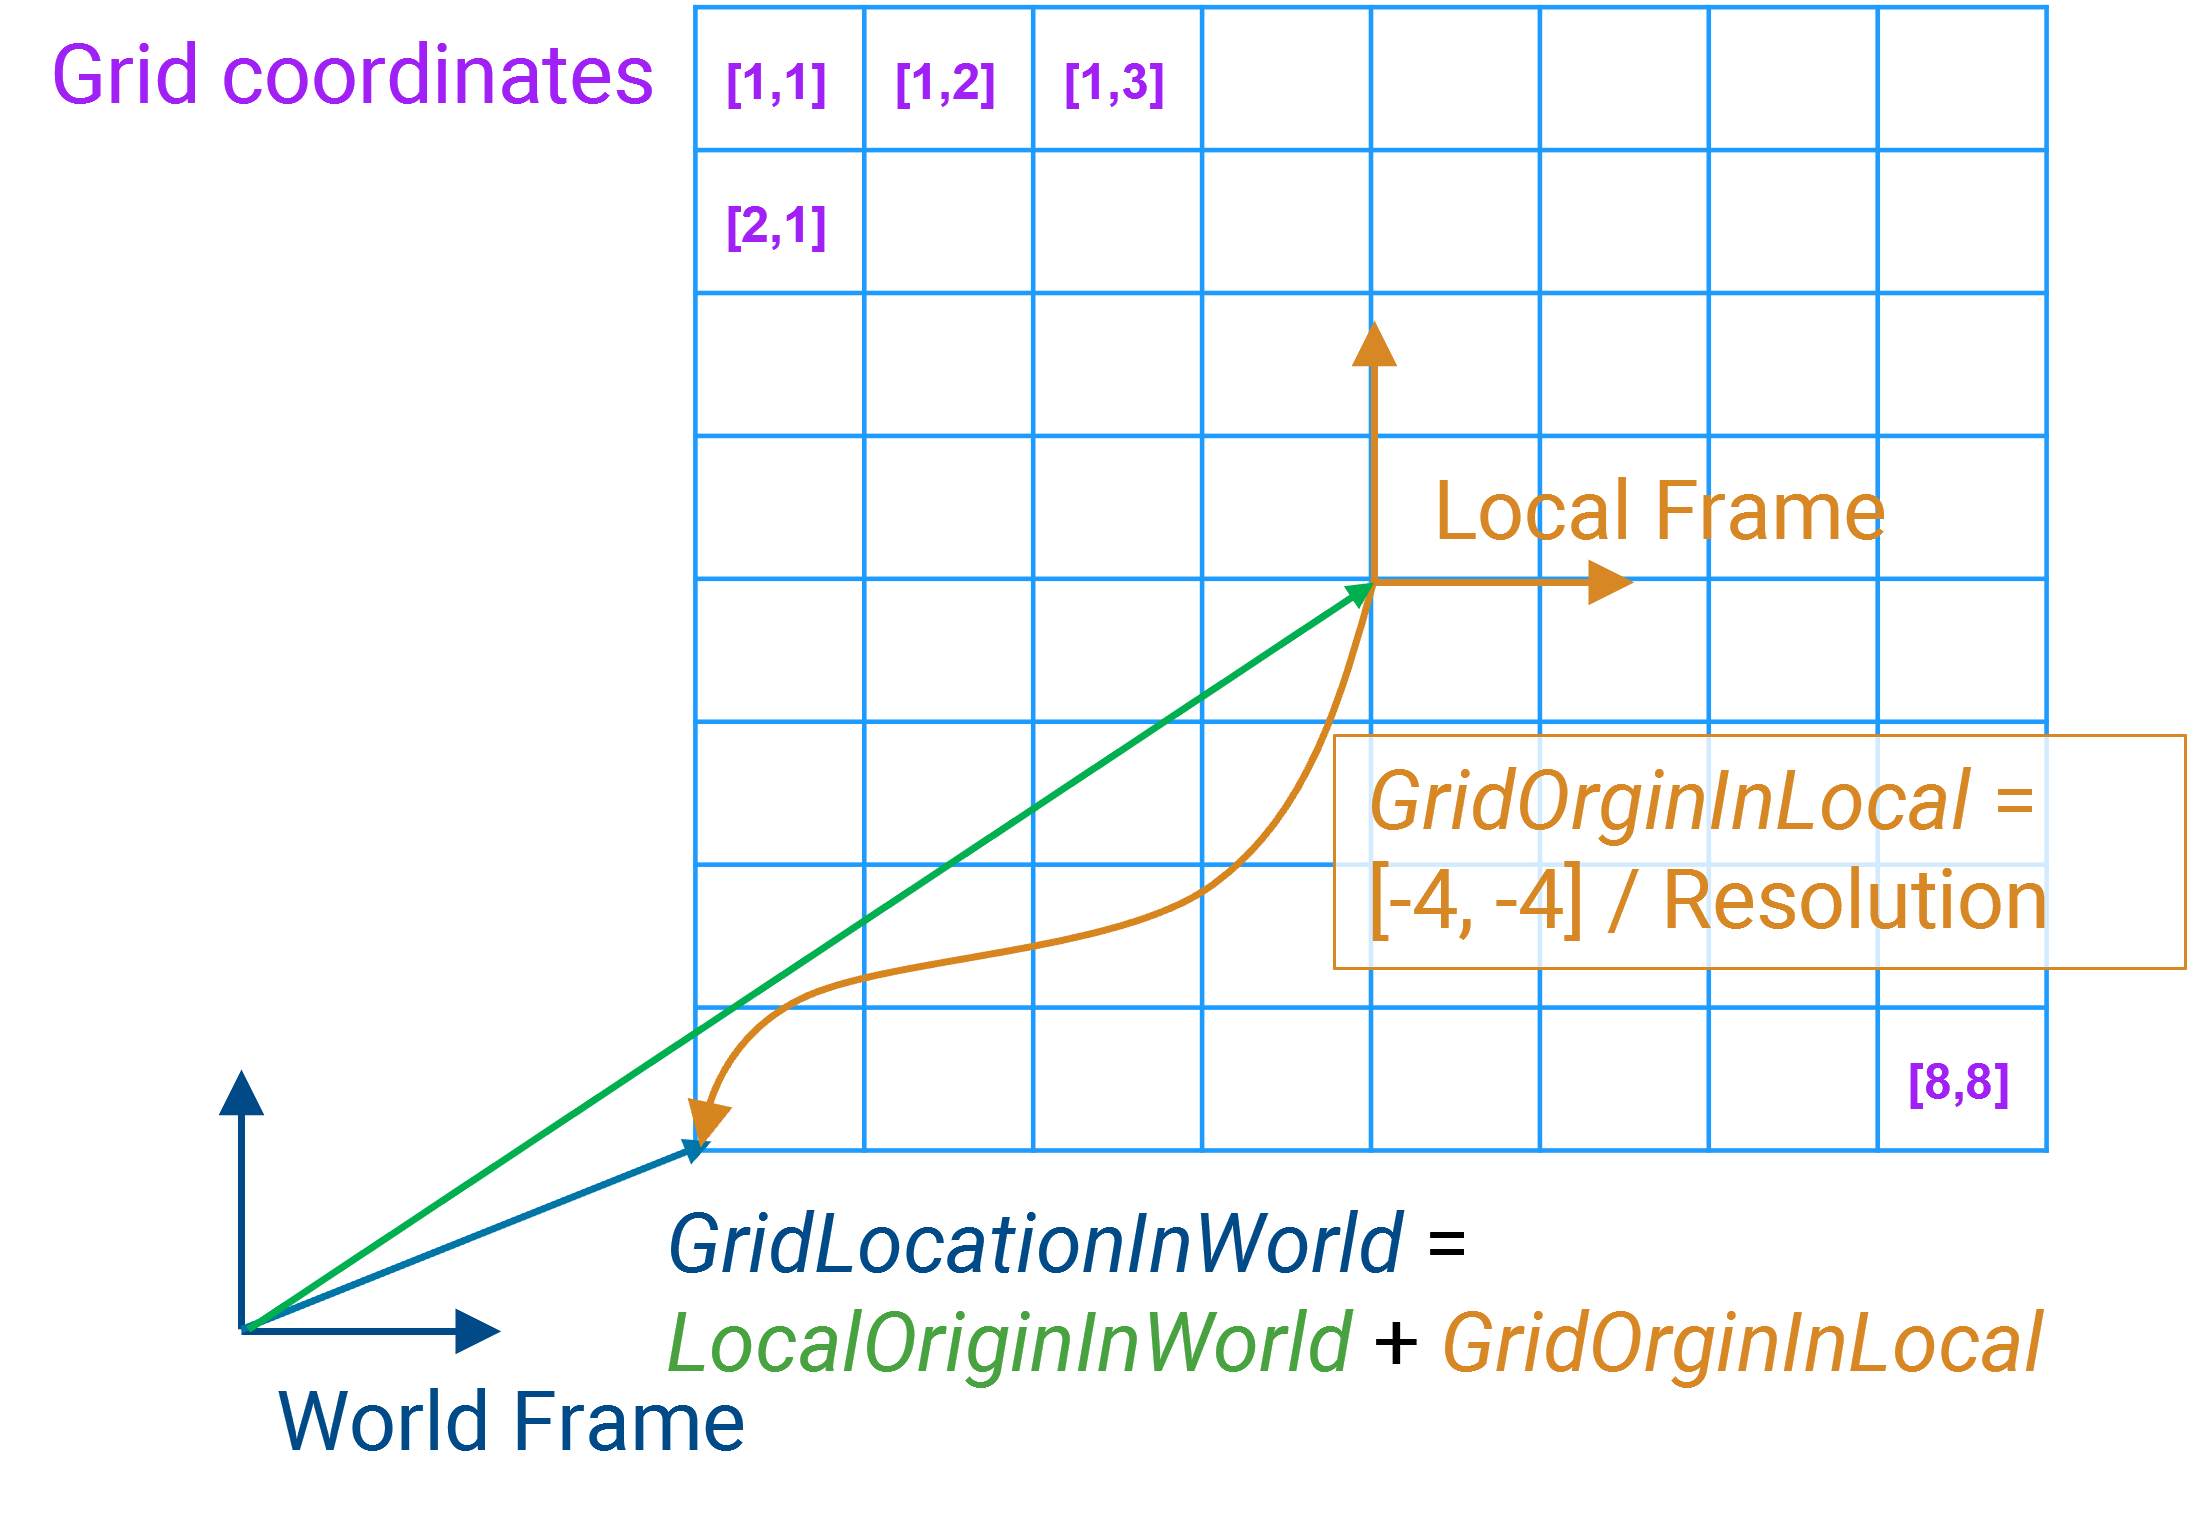 Grid coordinates
[1,1] [1,2] [1,3]
[2,1]
Local Frame
GridOrginInLocal =
[-4, -4] / Resolution
[8,8]
GridLocationInWorld =
LocalOriginInWorld + GridOrginInLocal
World Frame